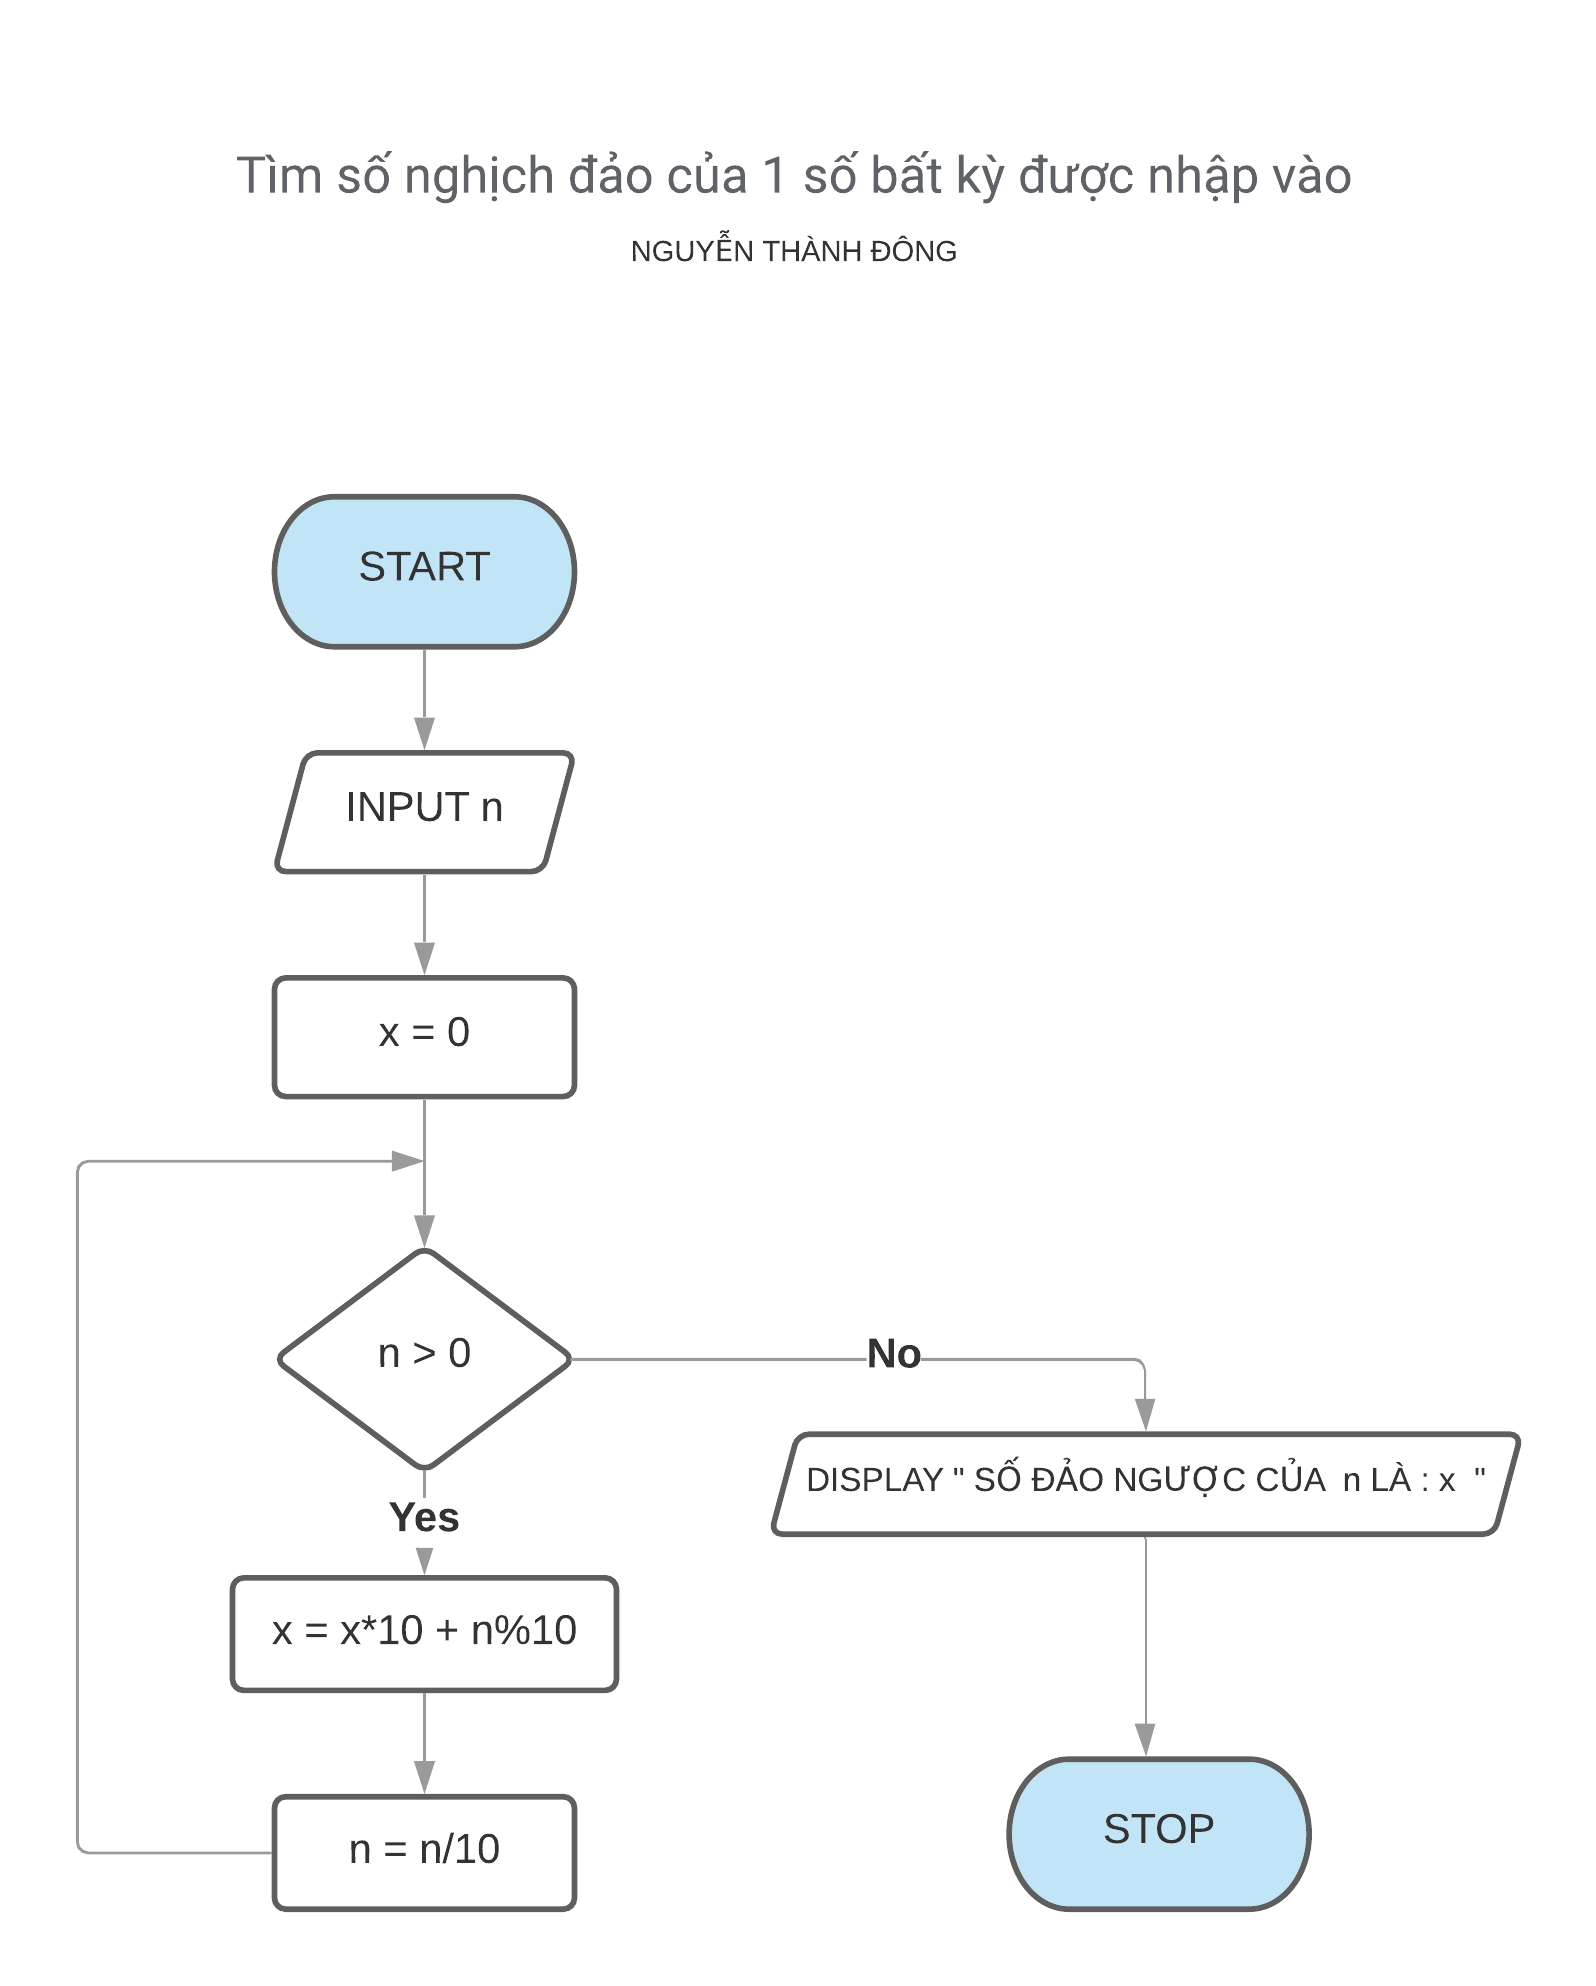 Tìm số nghịch đảo của 1 số bất kỳ được nhập vào
NGUYỄN THÀNH ĐÔNG
START
INPUT n
x = 0
n > 0
No
DISPLAY " SỐ ĐẢO NGƯỢC CỦA  n LÀ : x  "
Yes
x = x*10 + n%10
n = n/10
STOP